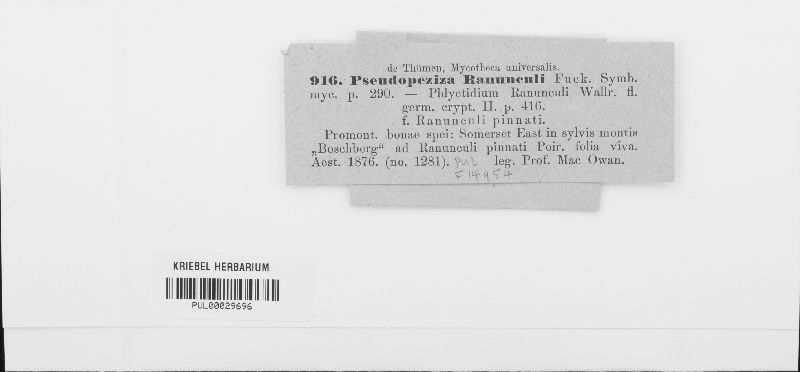 de Thümen, Mycotheca universalis.
916. Pseudopeziza Ranunculi Fuck. Symb.
myc. p. 290. — Phlyctidium Ranunculi Wallr. fl.
germ. crypt. II. p. 416.
f. Ranunculi pinnati.
Promont. bonae spei: Somerset East in sylvis montis
„Boschberg“ ad Ranunculi pinnati Poir. folia viva.
Aest. 1876. (no. 1281). PUL leg. Prof. Mac Owan.
F14954
KRIEBEL HERBARIUM
PUL00029696